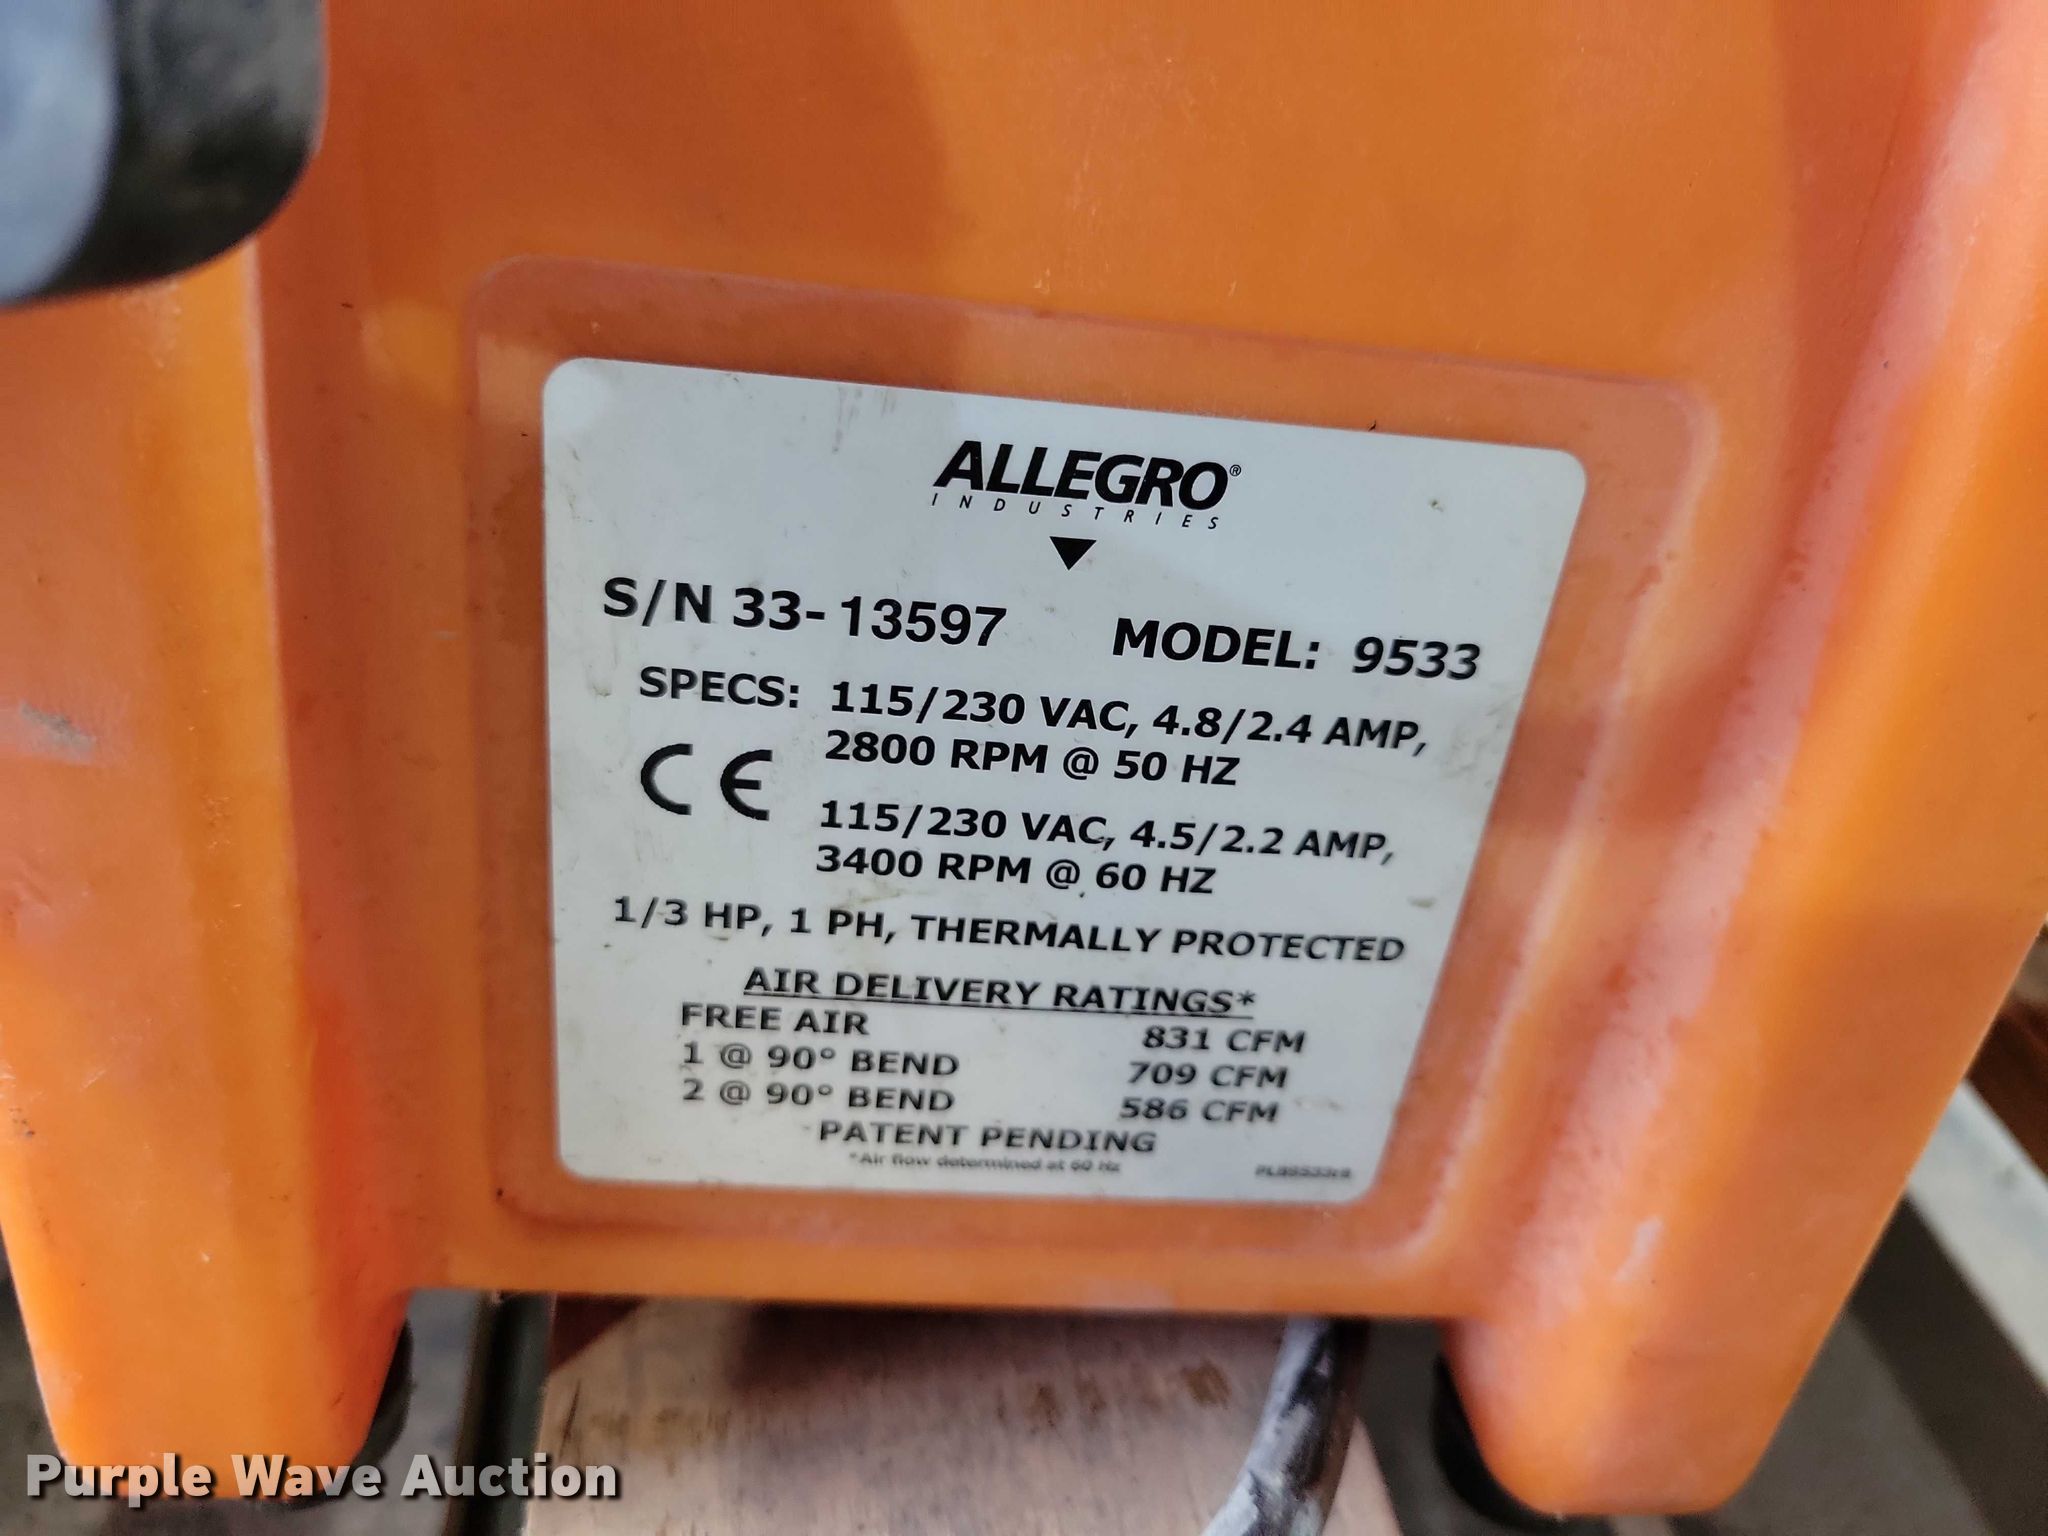 ALLEGRO®
INDUSTRIES
S/N 33-13597 MODEL: 9533
SPECS: 115/230 VAC, 4.8/2.4 AMP,
2800 RPM @ 50 HZ
CE
115/230 VAC, 4.5/2.2 AMP,
3400 RPM @ 60 HZ
1/3 HP, 1 PH, THERMALLY PROTECTED
AIR DELIVERY RATINGS*
FREE AIR 831 CFM
1 @ 90° BEND 709 CFM
2 @ 90° BEND 586 CFM
PATENT PENDING
*Air flow determined at 60 Hz
Purple Wave Auction